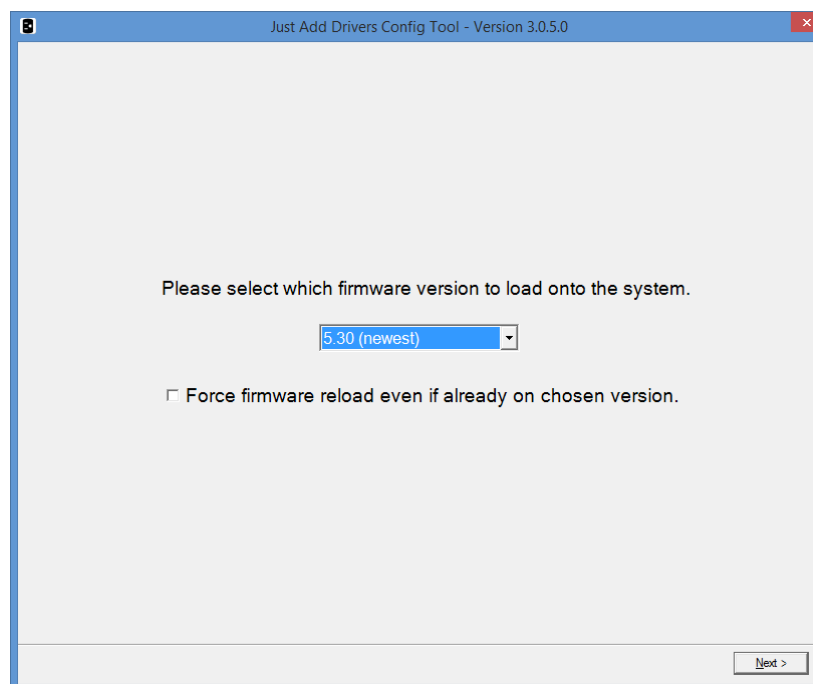 Just Add Drivers Config Tool - Version 3.0.5.0
Please select which firmware version to load onto the system.
5.30 (newest)
Force firmware reload even if already on chosen version.
Next >